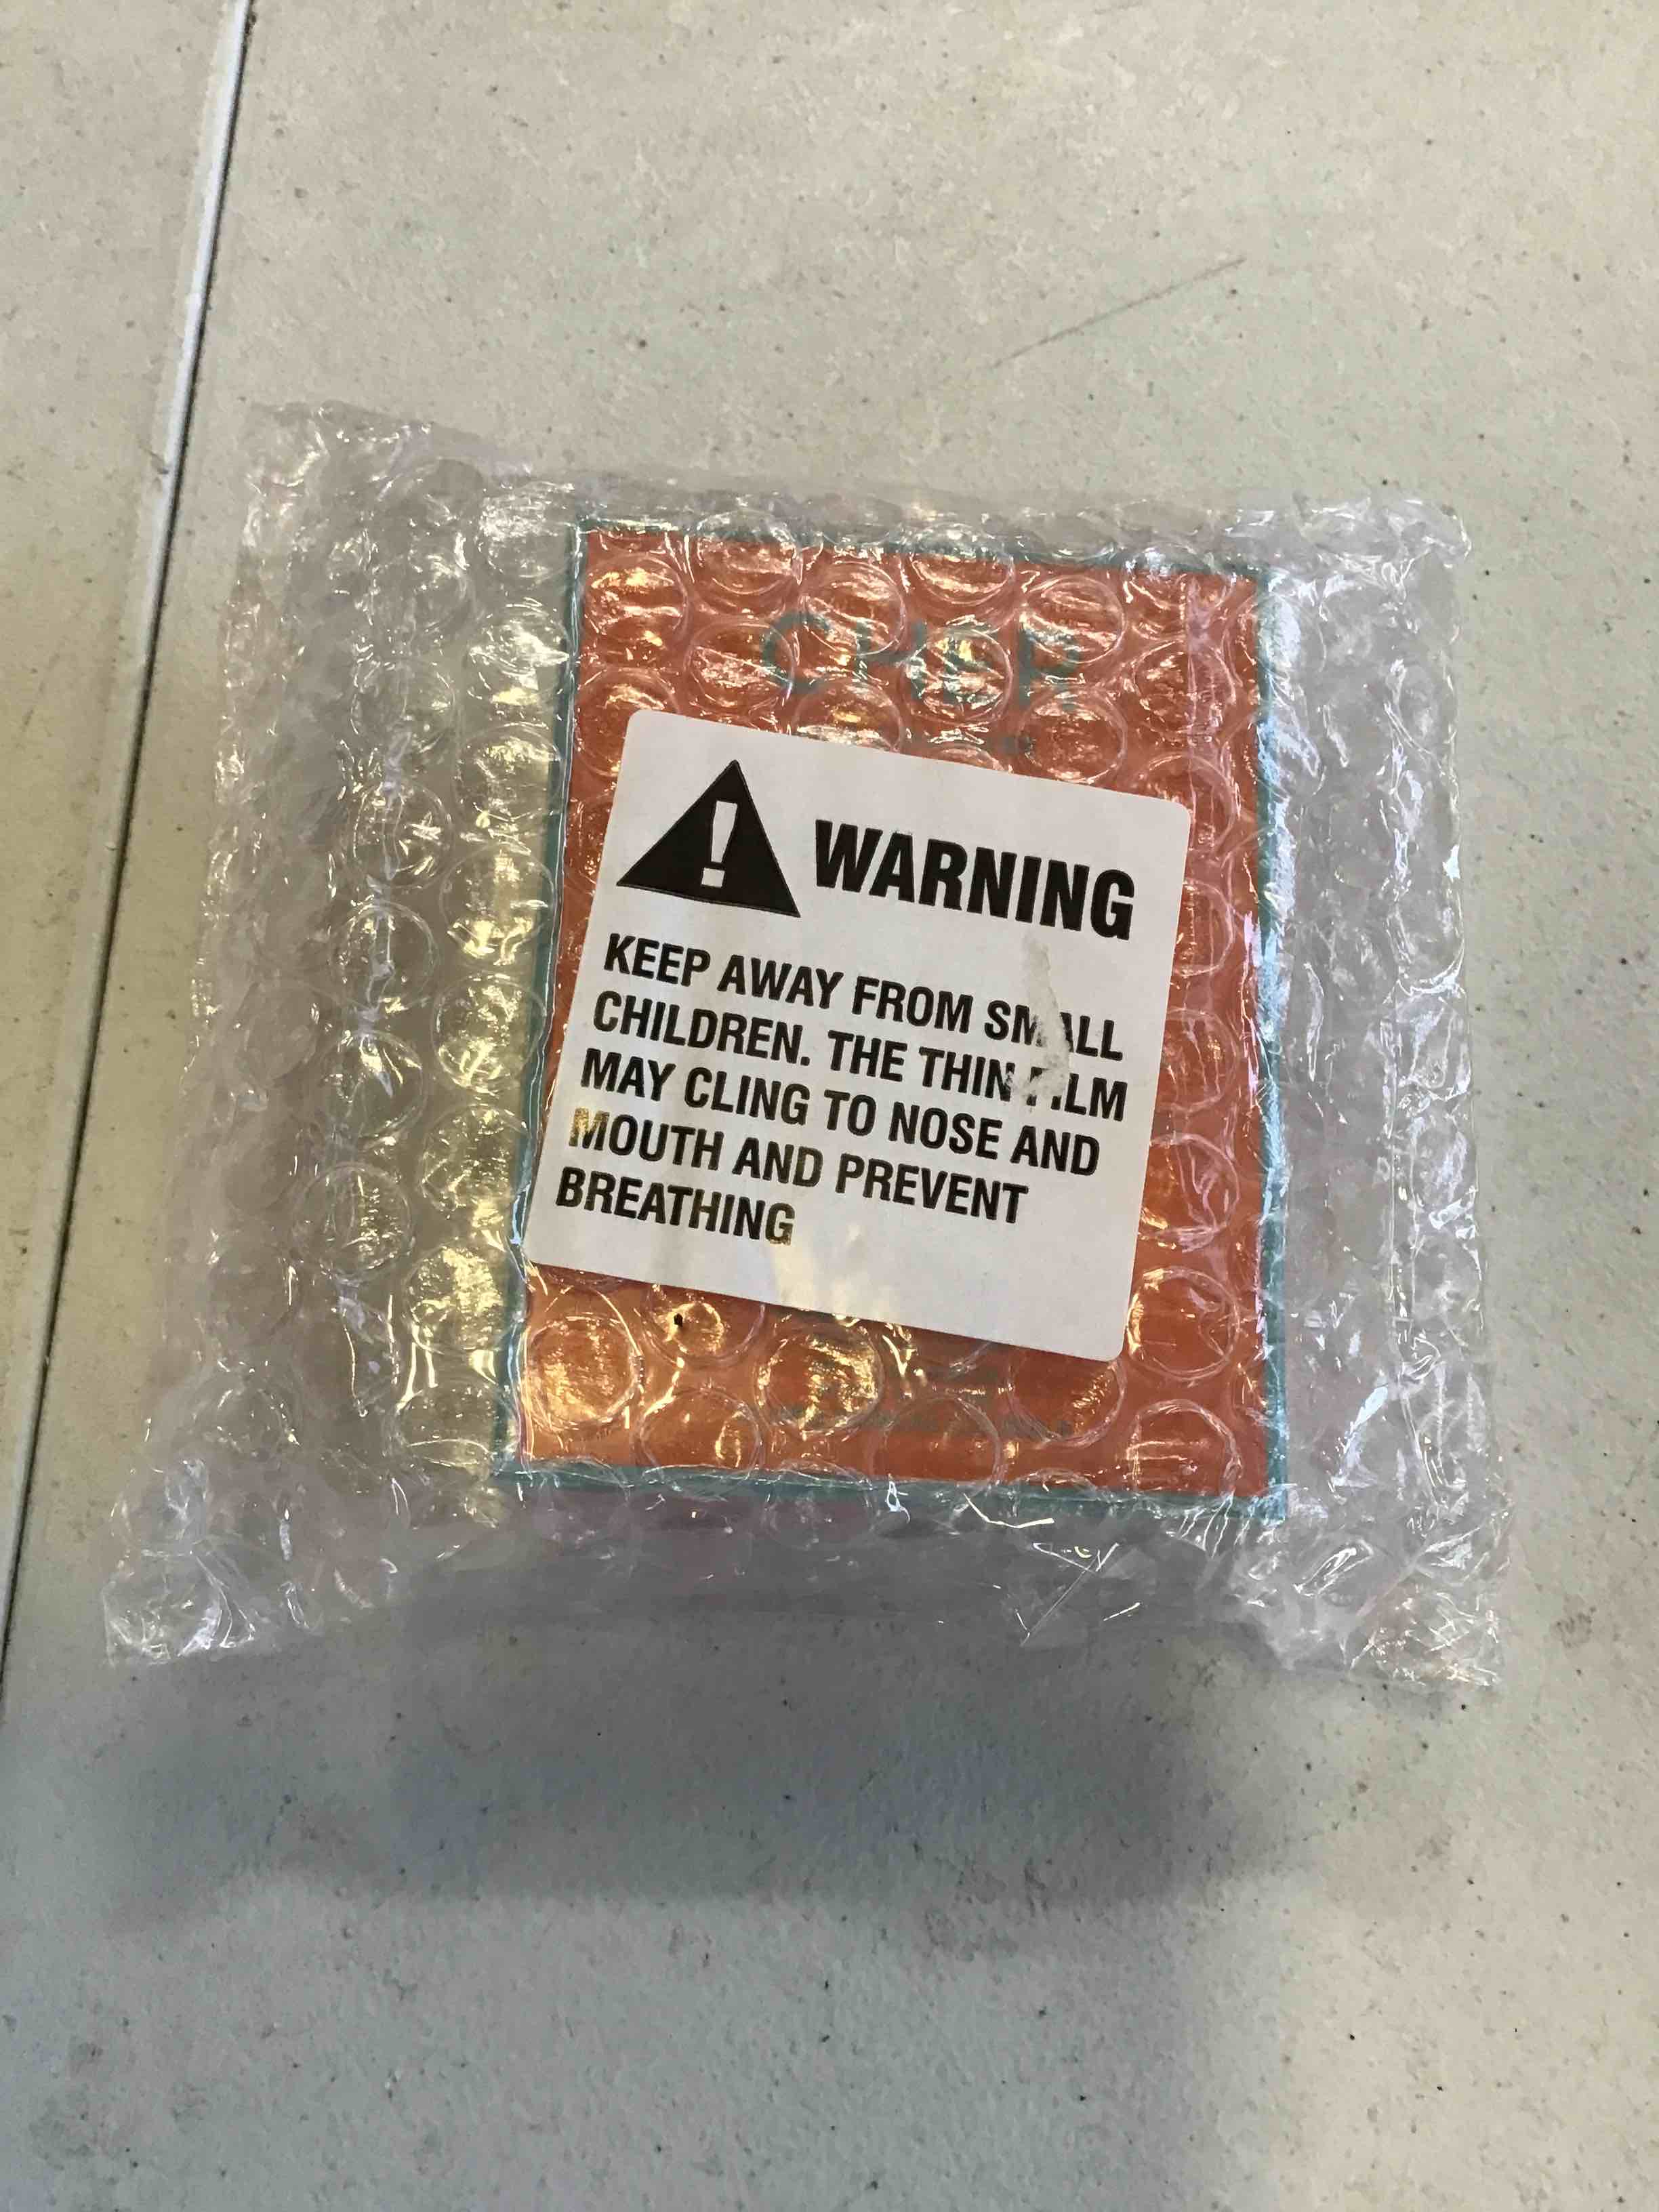 WARNING
KEEP AWAY FROM SMALL
CHILDREN. THE THIN FILM
MAY CLING TO NOSE AND
MOUTH AND PREVENT
BREATHING